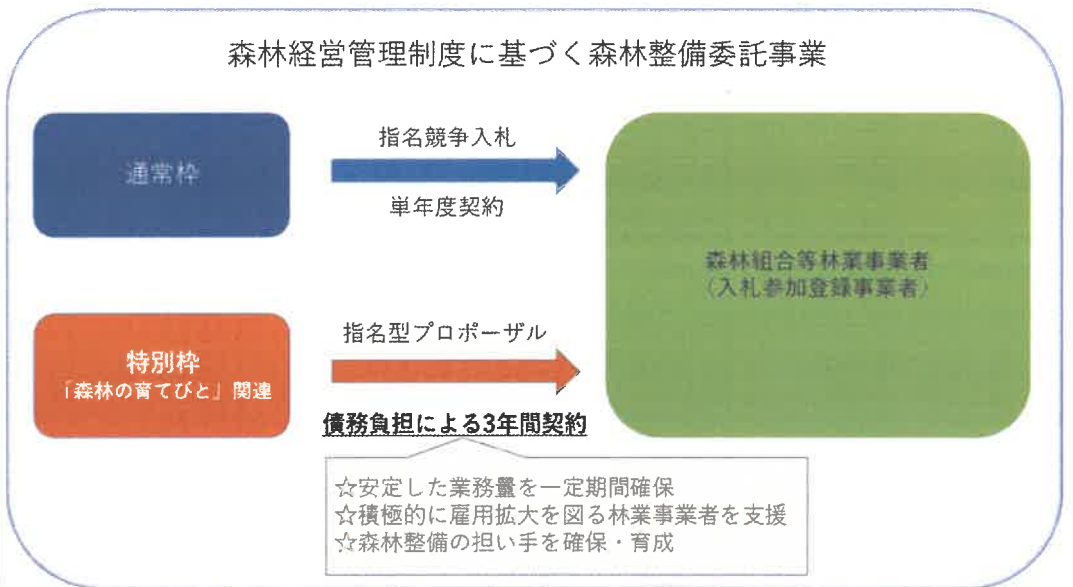 森林経営管理制度に基づく森林整備委託事業
通常枠
指名競争入札
単年度契約
森林組合等林業事業者
（入札参加登録事業者）
特別枠
「森林の育てびと」関連
指名型プロポーザル
債務負担による3年間契約
☆安定した業務量を一定期間確保
☆積極的に雇用拡大を図る林業事業者を支援
☆森林整備の担い手を確保・育成